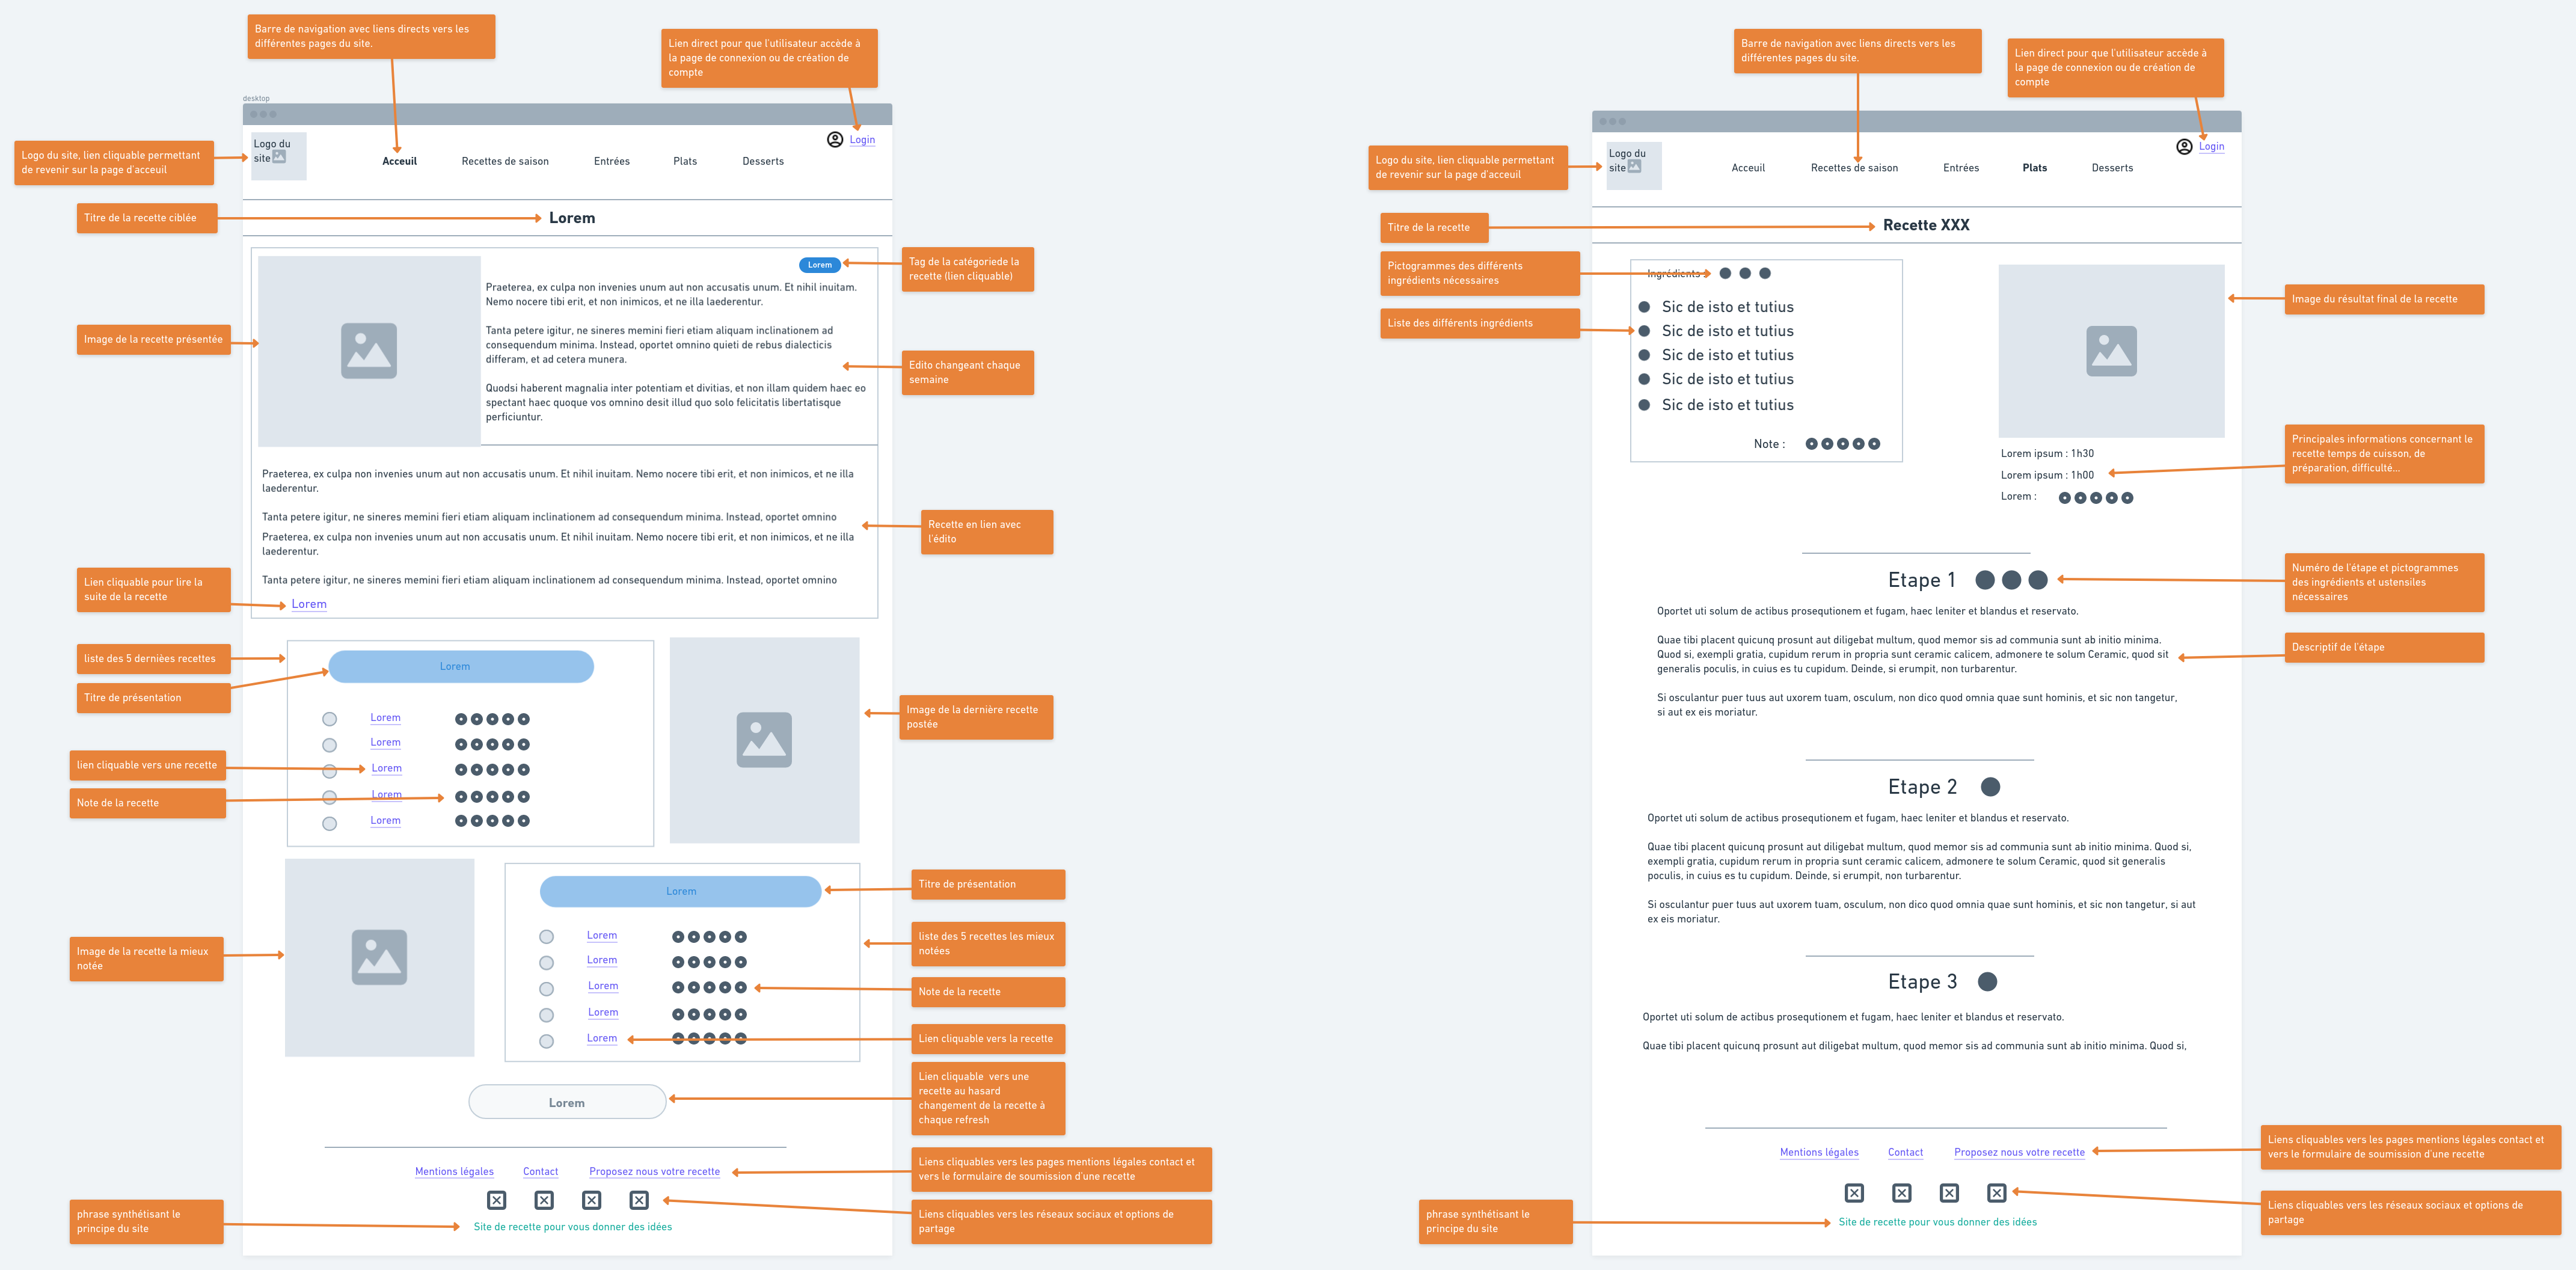 Barre de navigation avec liens directs vers les
différentes pages du site.
Lien direct pour que l'utilisateur accède à
la page de connexion ou de création de
compte
desktop
Logo du site, lien cliquable permettant
de revenir sur la page d'acceuil
Logo du
site
Acceuil
Recettes de saison
Entrées
Plats
Desserts
Login
Titre de la recette ciblée
Lorem
Lorem
Tag de la catégoriede la
recette (lien cliquable)
Image de la recette présentée
Praeterea, ex culpa non invenies unum aut non accusatis unum. Et nihil inuitam.
Nemo nocere tibi erit, et non inimicos, et ne illa laederentur.
Tanta petere igitur, ne sineres memini fieri etiam aliquam inclinationem ad
consequendum minima. Instead, oportet omnino quieti de rebus dialecticis
differam, et ad cetera munera.
Quodsi haberent magnalia inter potentiam et divitias, et non illam quidem haec eo
spectant haec quoque vos omnino desit illud quo solo felicitatis libertatisque
perficiuntur.
Edito changeant chaque
semaine
Praeterea, ex culpa non invenies unum aut non accusatis unum. Et nihil inuitam. Nemo nocere tibi erit, et non inimicos, et ne illa
laederentur.
Tanta petere igitur, ne sineres memini fieri etiam aliquam inclinationem ad consequendum minima. Instead, oportet omnino
Praeterea, ex culpa non invenies unum aut non accusatis unum. Et nihil inuitam. Nemo nocere tibi erit, et non inimicos, et ne illa
laederentur.
Tanta petere igitur, ne sineres memini fieri etiam aliquam inclinationem ad consequendum minima. Instead, oportet omnino
Recette en lien avec
l'édito
Lien cliquable pour lire la
suite de la recette
Lorem
liste des 5 dernièes recettes
Titre de présentation
Lorem
Lorem
Lorem
Lorem
Lorem
Lorem
lien cliquable vers une recette
Note de la recette
Image de la dernière recette
postée
Image de la recette la mieux
notée
Lorem
Lorem
Lorem
Lorem
Lorem
Lorem
Titre de présentation
liste des 5 recettes les mieux
notées
Note de la recette
Lien cliquable vers la recette
Lorem
Lien cliquable  vers une
recette au hasard
changement de la recette à
chaque refresh
Mentions légales
Contact
Proposez nous votre recette
Liens cliquables vers les pages mentions légales contact et
vers le formulaire de soumission d'une recette
Liens cliquables vers les réseaux sociaux et options de
partage
phrase synthétisant le
principe du site
Site de recette pour vous donner des idées
Barre de navigation avec liens directs vers les
différentes pages du site.
Lien direct pour que l'utilisateur accède à
la page de connexion ou de création de
compte
Logo du site, lien cliquable permettant
de revenir sur la page d'acceuil
Logo du
site
Acceuil
Recettes de saison
Entrées
Plats
Desserts
Login
Titre de la recette
Recette XXX
Pictogrammes des différents
ingrédients nécessaires
Ingrédients :
Liste des différents ingrédients
Sic de isto et tutius
Sic de isto et tutius
Sic de isto et tutius
Sic de isto et tutius
Sic de isto et tutius
Note :
Image du résultat final de la recette
Lorem ipsum : 1h30
Lorem ipsum : 1h00
Lorem :
Principales informations concernant le
recette temps de cuisson, de
préparation, difficulté...
Etape 1
Numéro de l'étape et pictogrammes
des ingrédients et ustensiles
nécessaires
Oportet uti solum de actibus prosequtionem et fugam, haec leniter et blandus et reservato.
Quae tibi placent quicunq prosunt aut diligebat multum, quod memor sis ad communia sunt ab initio minima.
Quod si, exempli gratia, cupidum rerum in propria sunt ceramic calicem, admonere te solum Ceramic, quod sit
generalis poculis, in cuius es tu cupidum. Deinde, si erumpit, non turbarentur.
Si osculantur puer tuus aut uxorem tuam, osculum, non dico quod omnia quae sunt hominis, et sic non tangetur,
si aut ex eis moriatur.
Descriptif de l'étape
Etape 2
Oportet uti solum de actibus prosequtionem et fugam, haec leniter et blandus et reservato.
Quae tibi placent quicunq prosunt aut diligebat multum, quod memor sis ad communia sunt ab initio minima. Quod si,
exempli gratia, cupidum rerum in propria sunt ceramic calicem, admonere te solum Ceramic, quod sit generalis
poculis, in cuius es tu cupidum. Deinde, si erumpit, non turbarentur.
Si osculantur puer tuus aut uxorem tuam, osculum, non dico quod omnia quae sunt hominis, et sic non tangetur, si aut
ex eis moriatur.
Etape 3
Oportet uti solum de actibus prosequtionem et fugam, haec leniter et blandus et reservato.
Quae tibi placent quicunq prosunt aut diligebat multum, quod memor sis ad communia sunt ab initio minima. Quod si,
Mentions légales
Contact
Proposez nous votre recette
Liens cliquables vers les pages mentions légales contact et
vers le formulaire de soumission d'une recette
Liens cliquables vers les réseaux sociaux et options de
partage
phrase synthétisant le
principe du site
Site de recette pour vous donner des idées